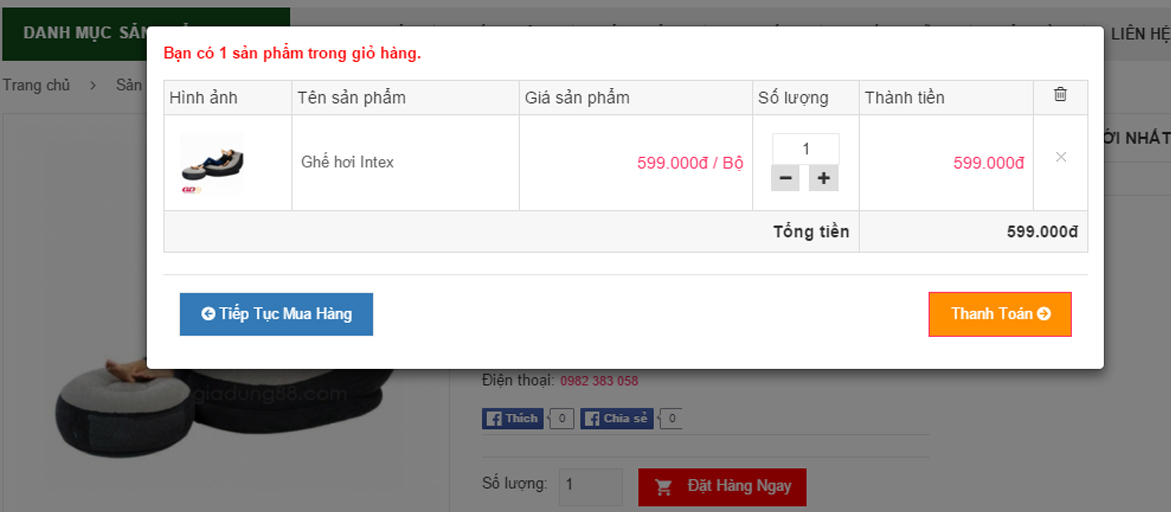 DANH MỤC SẢN
LIÊN HỆ
Trang chủ › Sản
ỚI NHẤT
Bạn có 1 sản phẩm trong giỏ hàng.
Hình ảnh Tên sản phẩm Giá sản phẩm Số lượng Thành tiền
Ghế hơi Intex 599.000đ / Bộ 1 599.000đ
Tổng tiền 599.000đ
Tiếp Tục Mua Hàng Thanh Toán
giadung88.com
Điện thoại: 0982 383 058
Thích 0 Chia sẻ 0
Số lượng: 1 Đặt Hàng Ngay